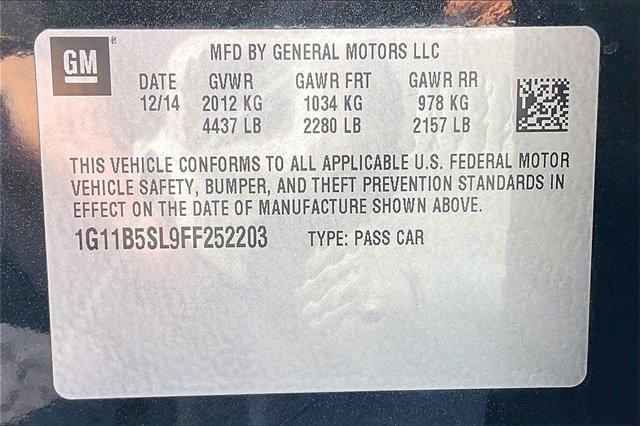 GM ®
MFD BY GENERAL MOTORS LLC
DATE GVWR GAWR FRT GAWR RR
12/14 2012 KG 1034 KG 978 KG
4437 LB 2280 LB 2157 LB
THIS VEHICLE CONFORMS TO ALL APPLICABLE U.S. FEDERAL MOTOR
VEHICLE SAFETY, BUMPER, AND THEFT PREVENTION STANDARDS IN
EFFECT ON THE DATE OF MANUFACTURE SHOWN ABOVE.
1G11B5SL9FF252203 TYPE: PASS CAR